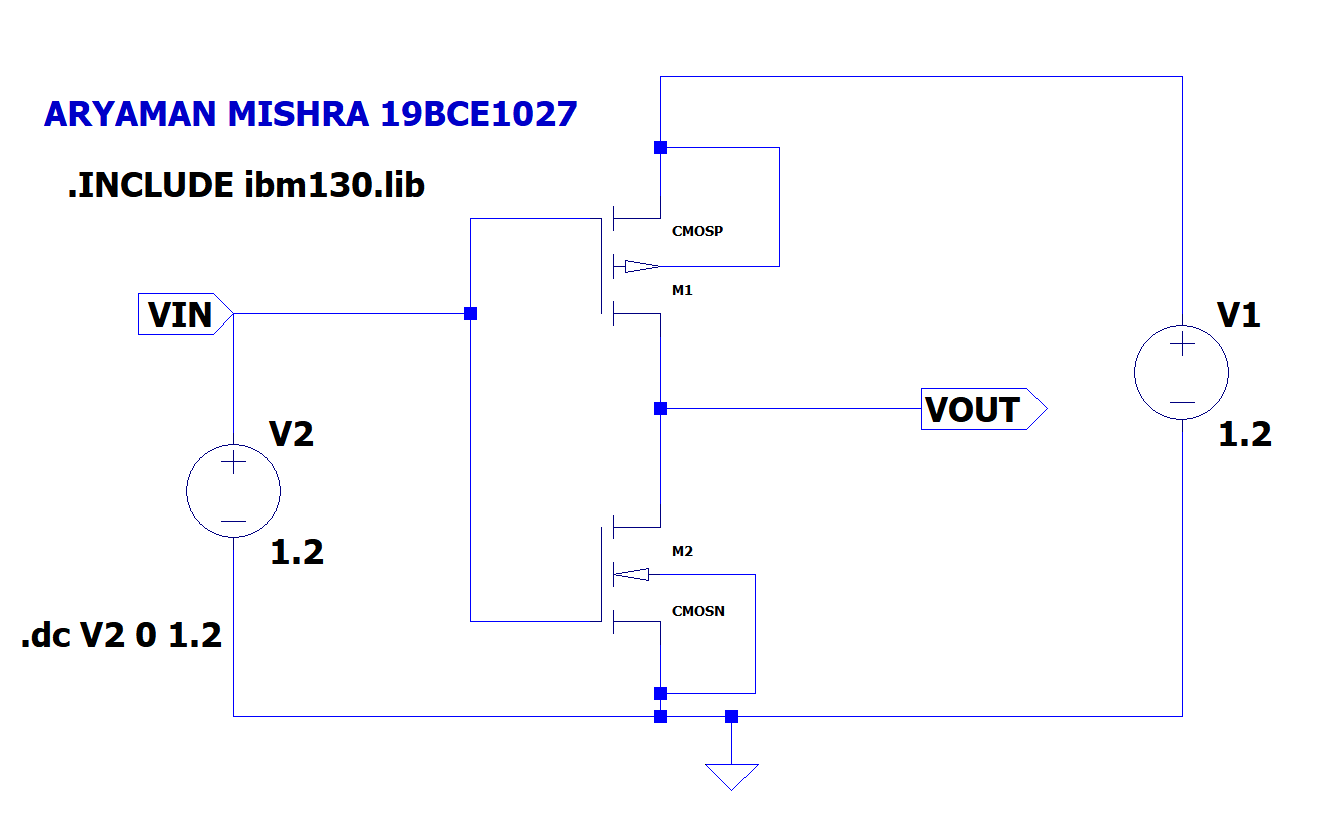 ARYAMAN MISHRA 19BCE1027
.INCLUDE ibm130.lib
CMOSP
M1
VIN
V1
1.2
VOUT
V2
1.2
M2
CMOSN
.dc V2 0 1.2